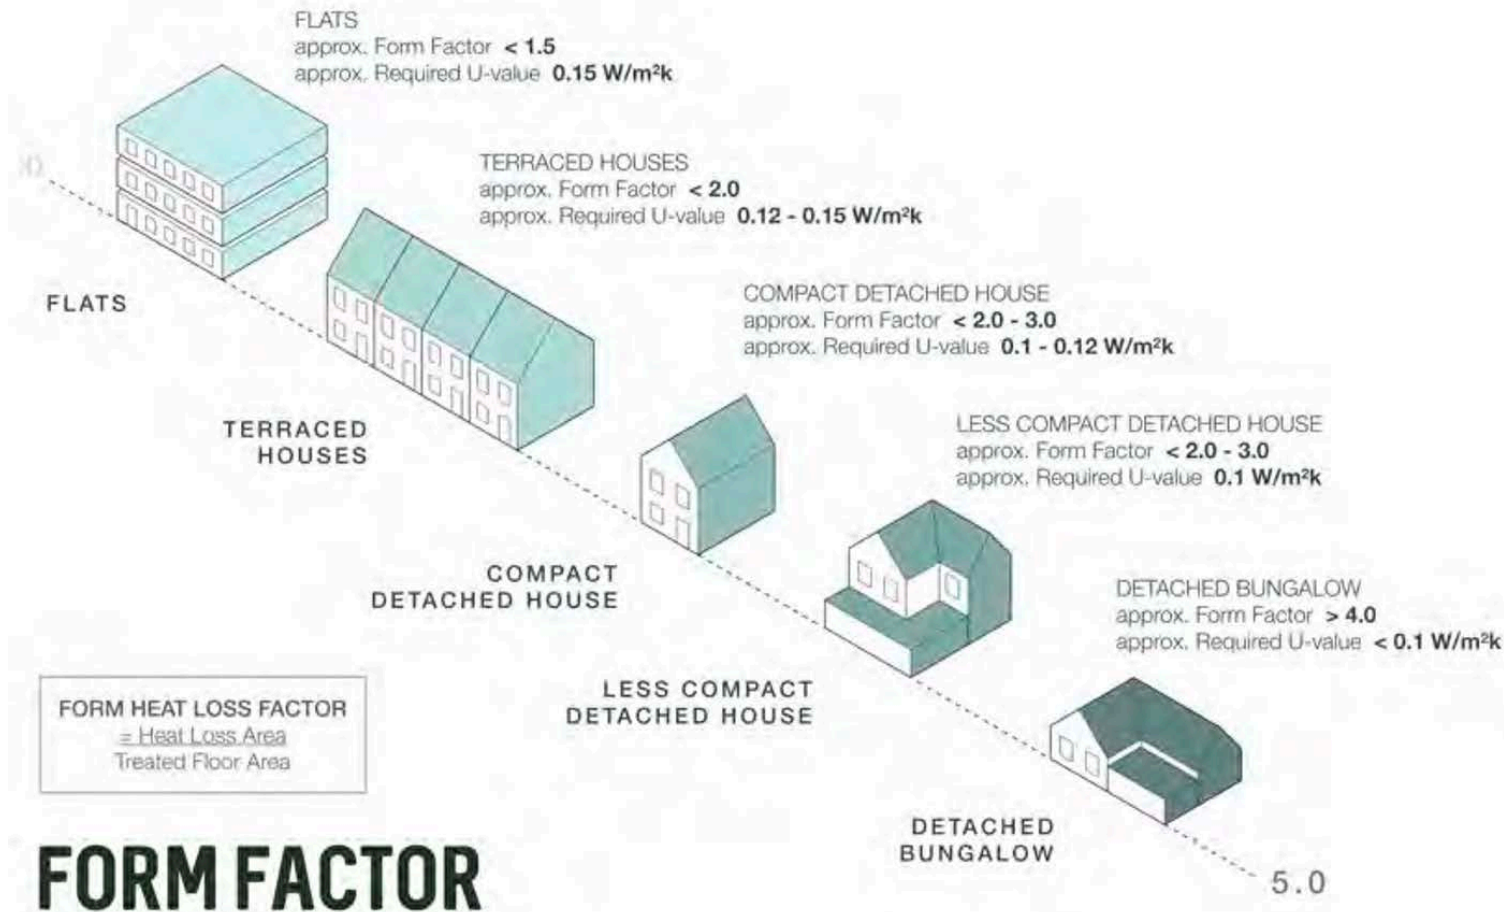 FLATS
approx. Form Factor < 1.5
approx. Required U-value 0.15 W/m²k
TERRACED HOUSES
approx. Form Factor < 2.0
approx. Required U-value 0.12 - 0.15 W/m²k
FLATS
COMPACT DETACHED HOUSE
approx. Form Factor < 2.0 - 3.0
approx. Required U-value 0.1 - 0.12 W/m²k
TERRACED
HOUSES
LESS COMPACT DETACHED HOUSE
approx. Form Factor < 2.0 - 3.0
approx. Required U-value 0.1 W/m²k
COMPACT
DETACHED HOUSE
DETACHED BUNGALOW
approx. Form Factor > 4.0
approx. Required U-value < 0.1 W/m²k
LESS COMPACT
DETACHED HOUSE
FORM HEAT LOSS FACTOR
= Heat Loss Area
Treated Floor Area
DETACHED
BUNGALOW
5.0
FORM FACTOR